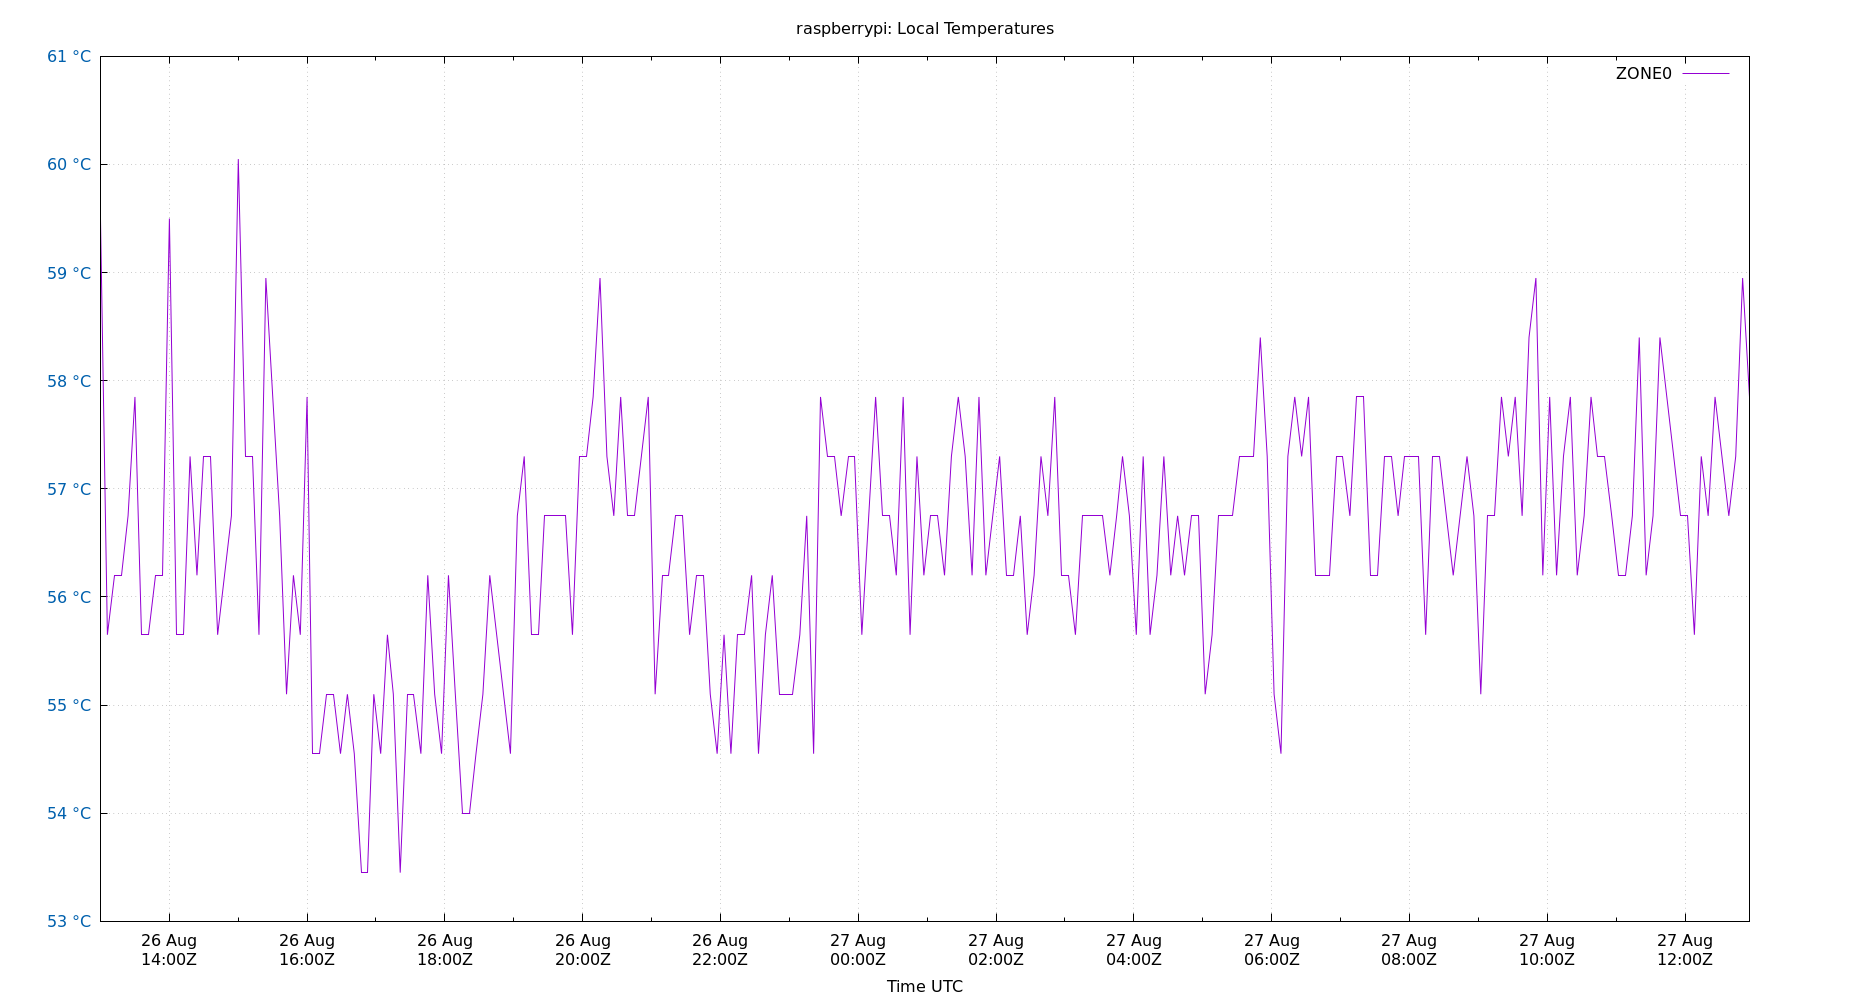 raspberrypi: Local Temperatures
61 °C
ZONE0
60 °C
59 °C
58 °C
57 °C
56 °C
55 °C
54 °C
53 °C
26 Aug 26 Aug 26 Aug 26 Aug 26 Aug 27 Aug 27 Aug 27 Aug 27 Aug 27 Aug 27 Aug 27 Aug
14:00Z 16:00Z 18:00Z 20:00Z 22:00Z 00:00Z 02:00Z 04:00Z 06:00Z 08:00Z 10:00Z 12:00Z
Time UTC